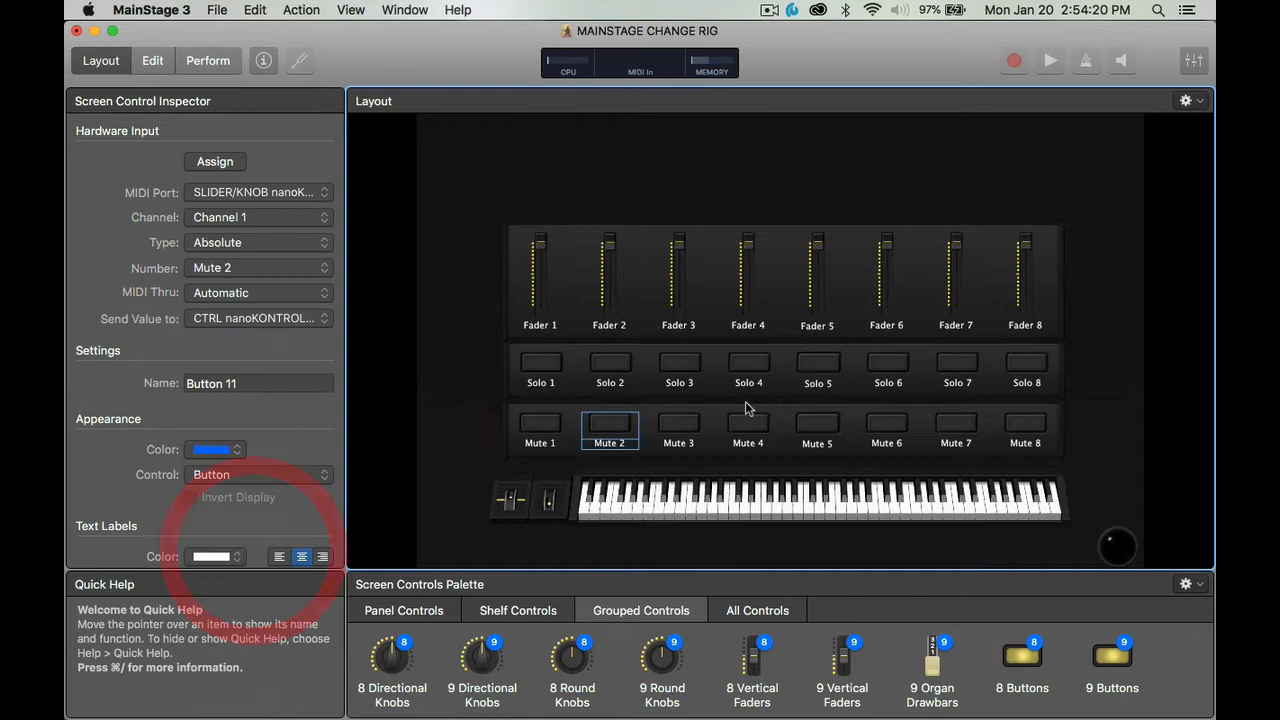 MainStage 3 File Edit Action View Window Help 97% Mon Jan 20 2:54:20 PM
MAINSTAGE CHANGE RIG
Layout Edit Perform
CPU MIDI In MEMORY
Screen Control Inspector
Hardware Input
Assign
MIDI Port: SLIDER/KNOB nanoK...
Channel: Channel 1
Type: Absolute
Number: Mute 2
MIDI Thru: Automatic
Send Value to: CTRL nanoKONTROL...
Settings
Name: Button 11
Appearance
Color:
Control: Button
Invert Display
Text Labels
Color:
Quick Help
Welcome to Quick Help
Move the pointer over an item to show its name
and function. To hide or show Quick Help, choose
Help > Quick Help.
Press ⌘/ for more information.
Layout
Fader 1 Fader 2 Fader 3 Fader 4 Fader 5 Fader 6 Fader 7 Fader 8
Solo 1 Solo 2 Solo 3 Solo 4 Solo 5 Solo 6 Solo 7 Solo 8
Mute 1 Mute 2 Mute 3 Mute 4 Mute 5 Mute 6 Mute 7 Mute 8
Screen Controls Palette
Panel Controls Shelf Controls Grouped Controls All Controls
8 9 8 9 8 9 9 8 9
8 Directional 9 Directional 8 Round 9 Round 8 Vertical 9 Vertical 9 Organ 8 Buttons 9 Buttons
Knobs Knobs Knobs Knobs Faders Faders Drawbars